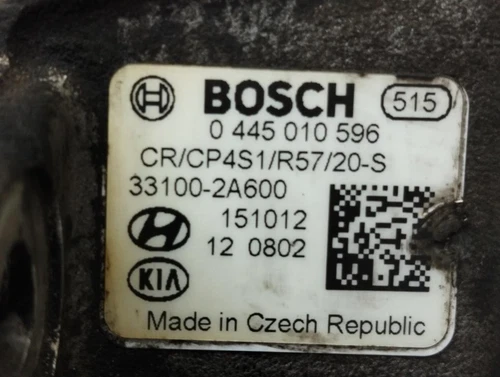 BOSCH 515
0 445 010 596
CR/CP4S1/R57/20-S
33100-2A600
151012
12 0802
KIA
Made in Czech Republic